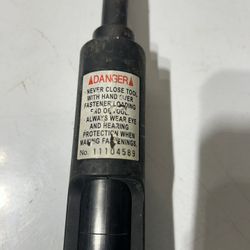 ⚠DANGER⚠
- NEVER CLOSE TOOL
WITH HAND OVER
FASTENER LOADING
END OF TOOL.
- ALWAYS WEAR EYE
AND HEARING
PROTECTION WHEN
MAKING FASTENINGS.
No. 11104589